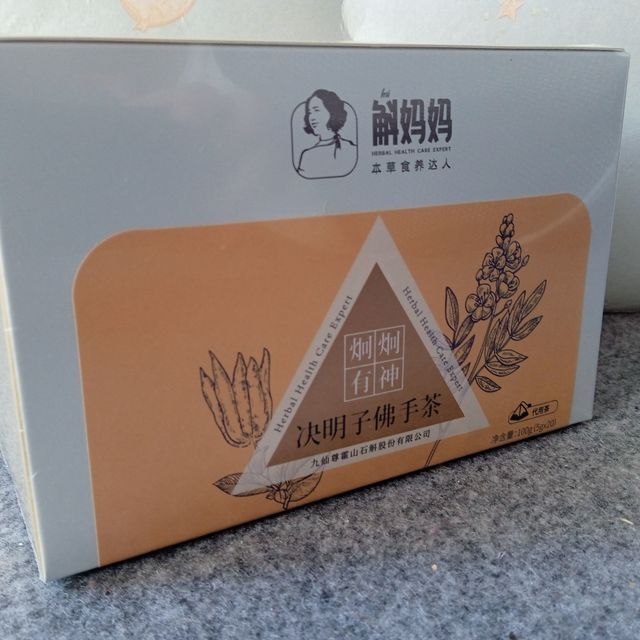 hú
斛妈妈
HERBAL HEALTH CARE EXPERT
本草食养达人
Herbal Health Care Expert
Herbal Health Care Expert
炯炯
有神
决明子佛手茶
九仙尊霍山石斛股份有限公司
代用茶
净含量:100g (5g×20)